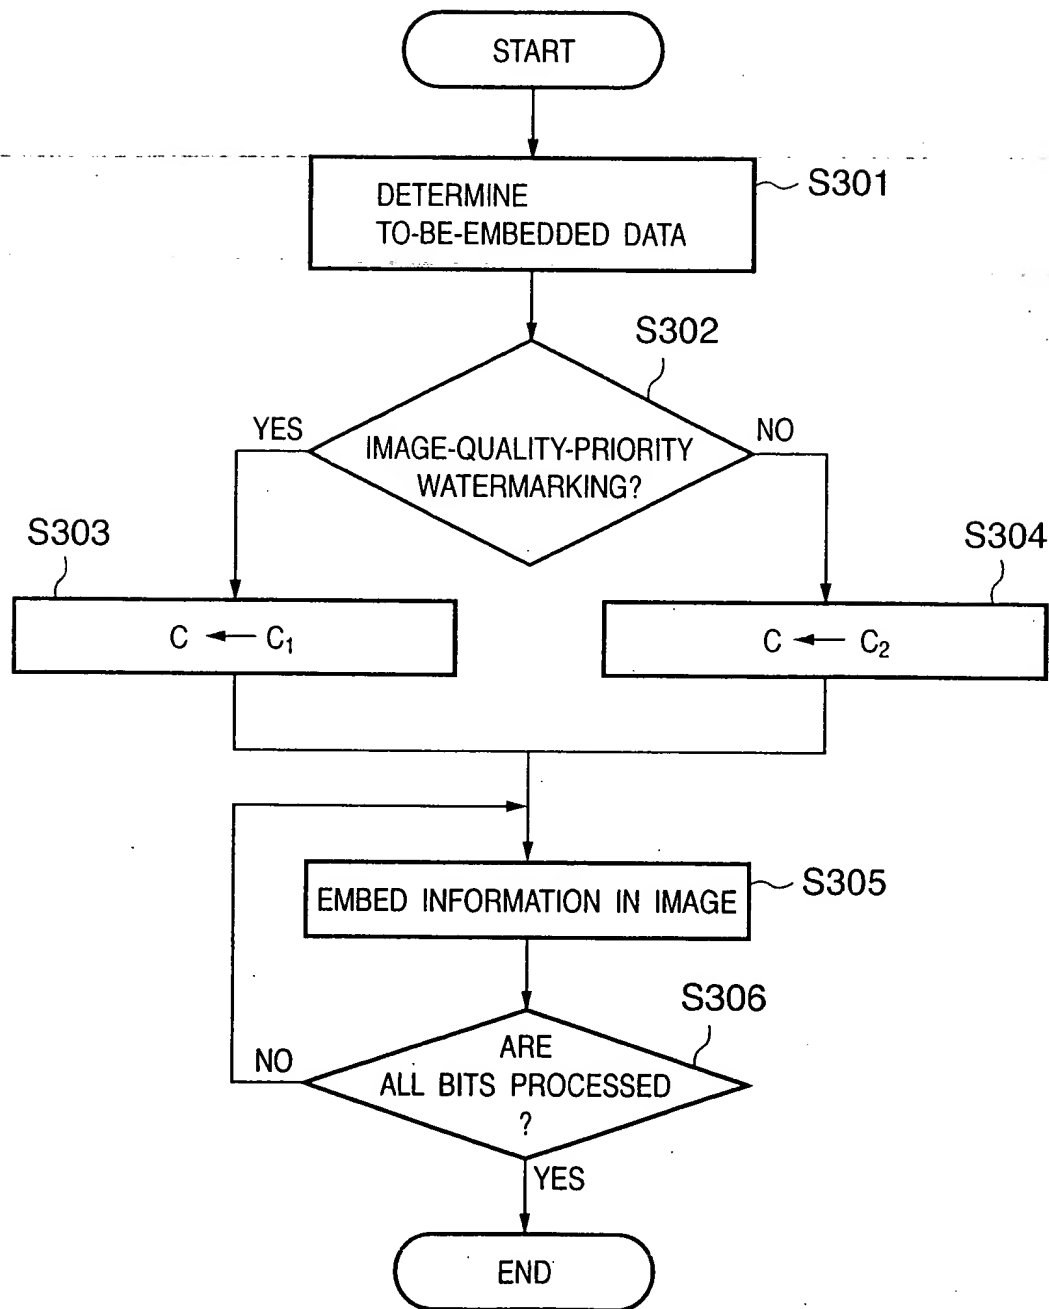 START
DETERMINE
TO-BE-EMBEDDED DATA
S301
S302
YES
NO
IMAGE-QUALITY-PRIORITY
WATERMARKING?
S303
S304
C ← C₁
C ← C₂
EMBED INFORMATION IN IMAGE
S305
S306
NO
ARE
ALL BITS PROCESSED
?
YES
END